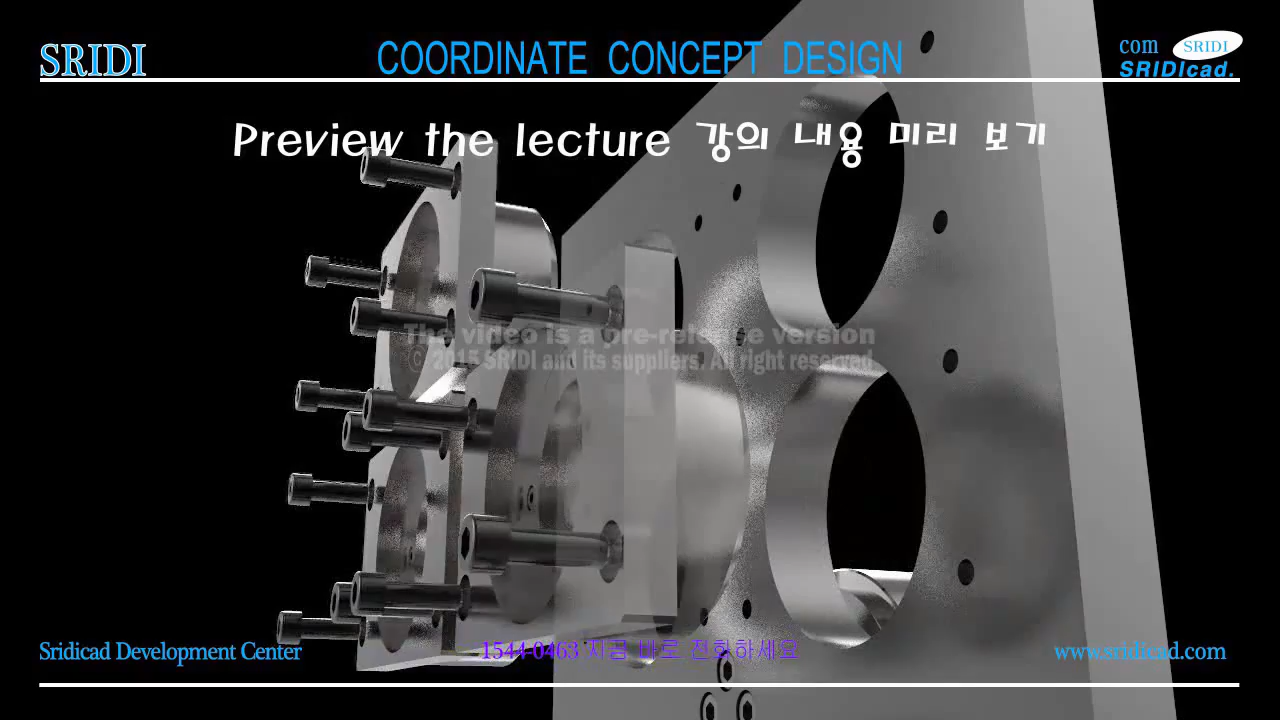 SRIDI
COORDINATE CONCEPT DESIGN
com SRIDI
SRIDIcad.
Preview the lecture 강의 내용 미리 보기
The video is a pre-release version
© 2015 SRIDI and its suppliers. All right reserved
Sridicad Development Center
1544-0463 지금 바로 전화하세요
www.sridicad.com